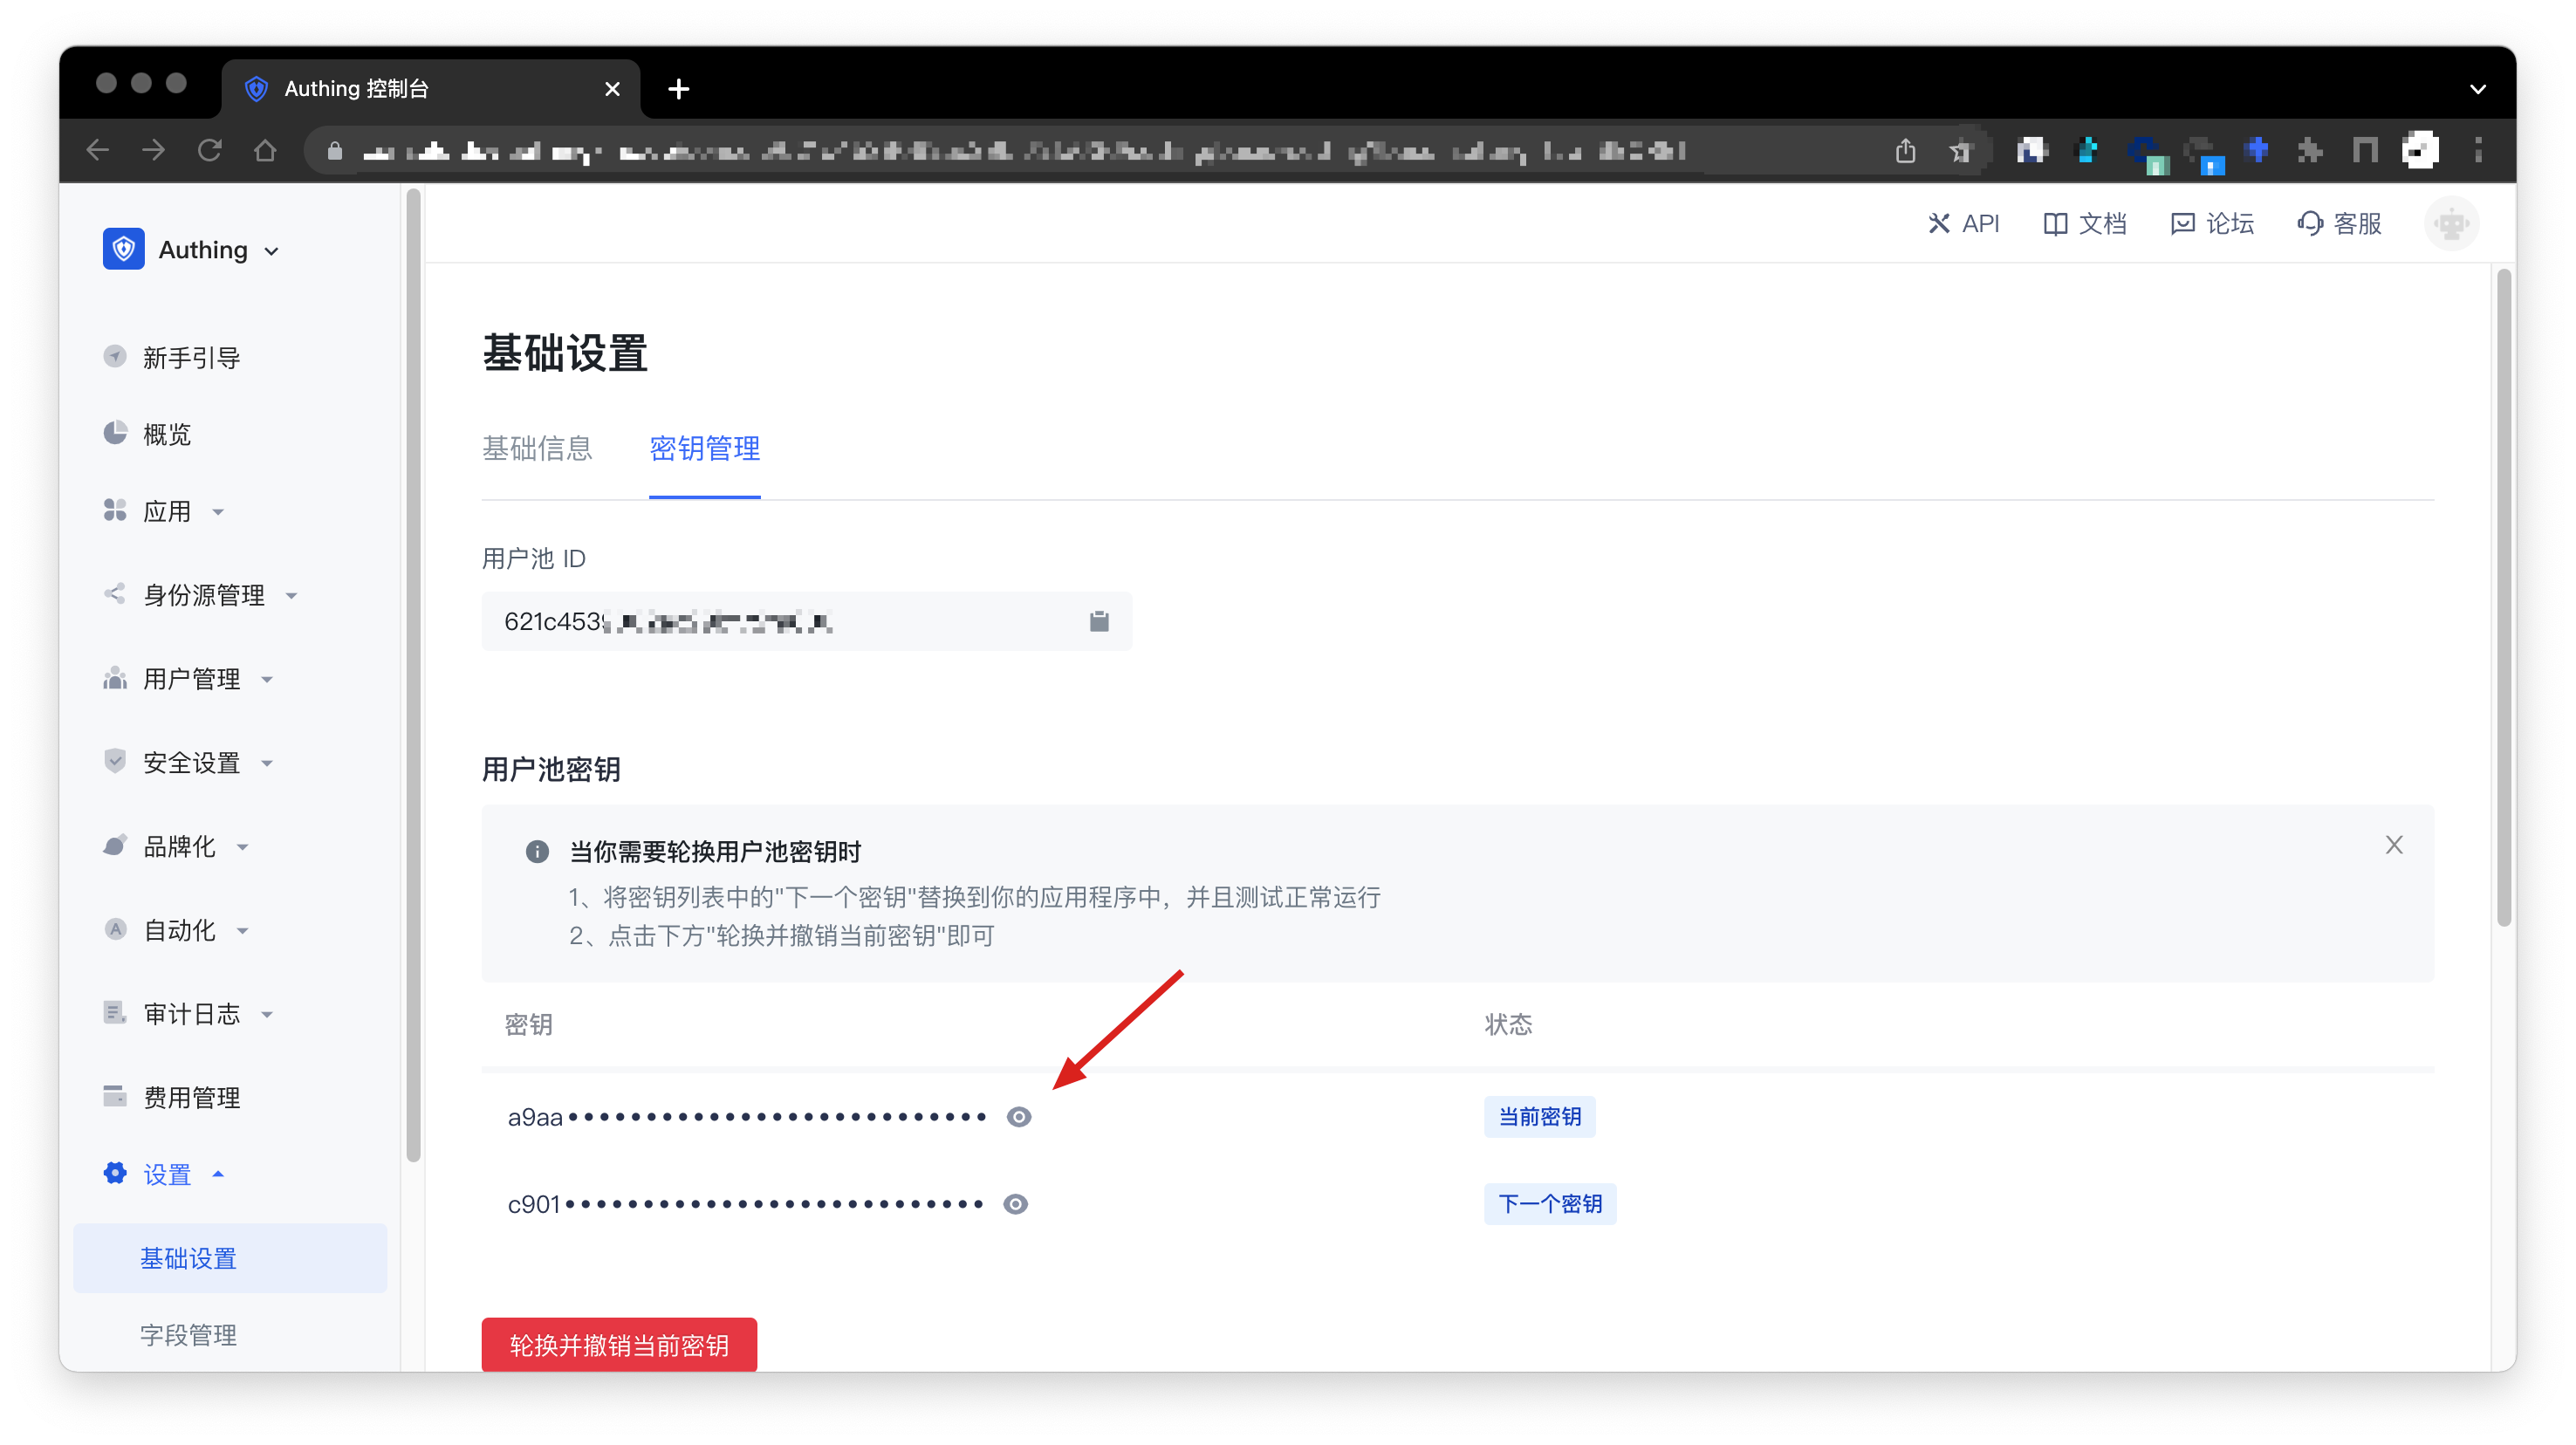 Authing 控制台
Authing
API
文档
论坛
客服
新手引导
概览
应用
身份源管理
用户管理
安全设置
品牌化
自动化
审计日志
费用管理
设置
基础设置
字段管理
基础设置
基础信息
密钥管理
用户池 ID
621c453
用户池密钥
当你需要轮换用户池密钥时
1、将密钥列表中的"下一个密钥"替换到你的应用程序中，并且测试正常运行
2、点击下方"轮换并撤销当前密钥"即可
密钥
状态
a9aa•••••••••••••••••••••••••••
当前密钥
c901•••••••••••••••••••••••••••
下一个密钥
轮换并撤销当前密钥